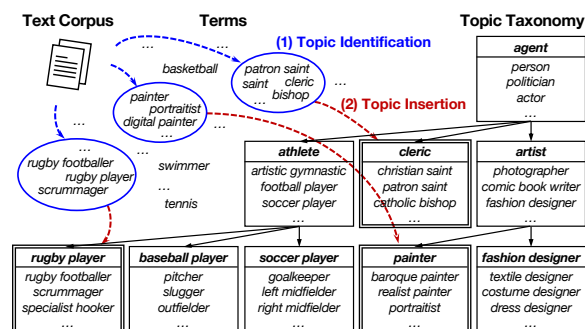 Text Corpus
Terms
Topic Taxonomy
...
(1) Topic Identification
basketball
patron saint
saint
cleric
bishop
...
...
agent
person
politician
actor
...
painter
portraitist
digital painter
...
(2) Topic Insertion
...
...
rugby footballer
rugby player
scrummager
...
...
swimmer
...
tennis
athlete
artistic gymnastic
football player
soccer player
...
cleric
christian saint
patron saint
catholic bishop
...
artist
photographer
comic book writer
fashion designer
...
rugby player
rugby footballer
scrummager
specialist hooker
...
baseball player
pitcher
slugger
outfielder
...
soccer player
goalkeeper
left midfielder
right midfielder
...
painter
baroque painter
realist painter
portraitist
...
fashion designer
textile designer
costume designer
dress designer
...